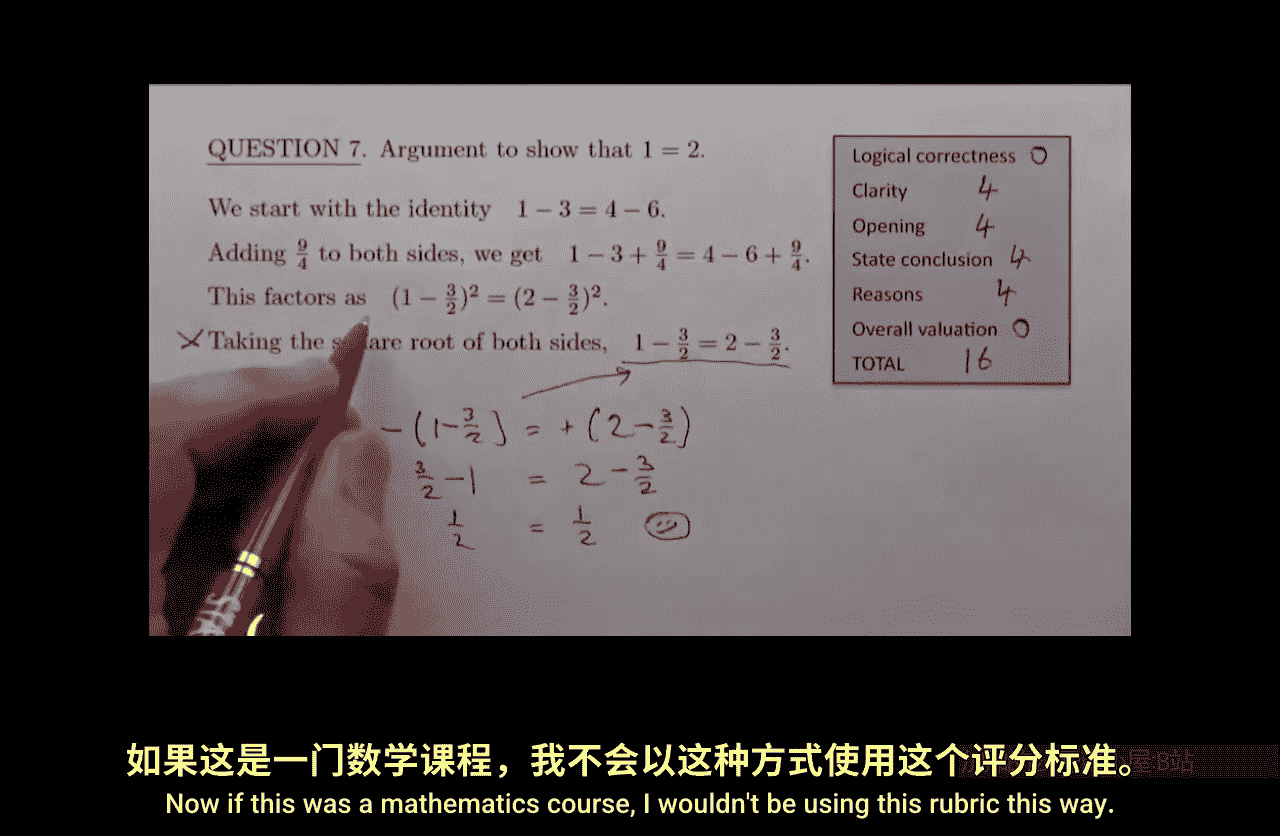 QUESTION 7. Argument to show that 1 = 2.
We start with the identity 1 − 3 = 4 − 6.
Adding 9/4 to both sides, we get 1 − 3 + 9/4 = 4 − 6 + 9/4.
This factors as (1 − 3/2)² = (2 − 3/2)².
× Taking the square root of both sides, 1 − 3/2 = 2 − 3/2.
− (1 − 3/2) = + (2 − 3/2)
3/2 − 1 = 2 − 3/2
1/2 = 1/2
Logical correctness 0
Clarity 4
Opening 4
State conclusion 4
Reasons 4
Overall valuation 0
TOTAL 16
如果这是一门数学课程，我不会以这种方式使用这个评分标准。
屋:B站
Now if this was a mathematics course, I wouldn't be using this rubric this way.